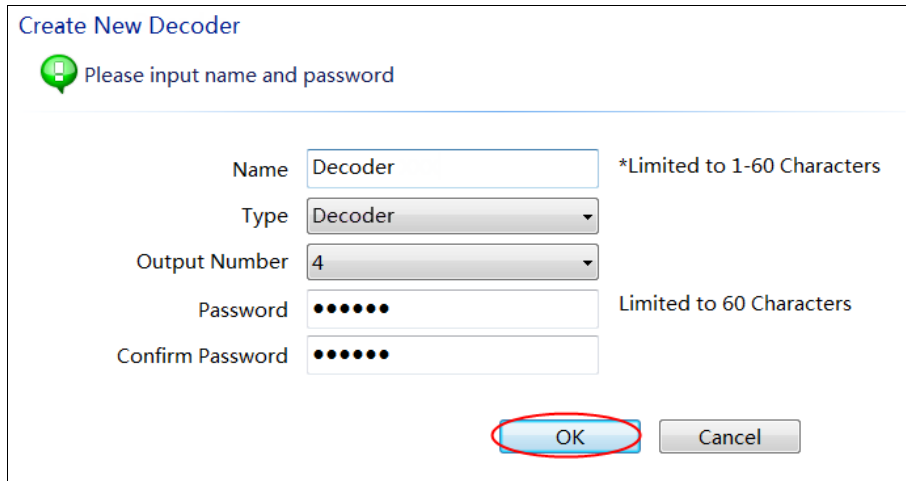 Create New Decoder
Please input name and password
Name Decoder *Limited to 1-60 Characters
Type Decoder
Output Number 4
Password ●●●●●● Limited to 60 Characters
Confirm Password ●●●●●●
OK Cancel